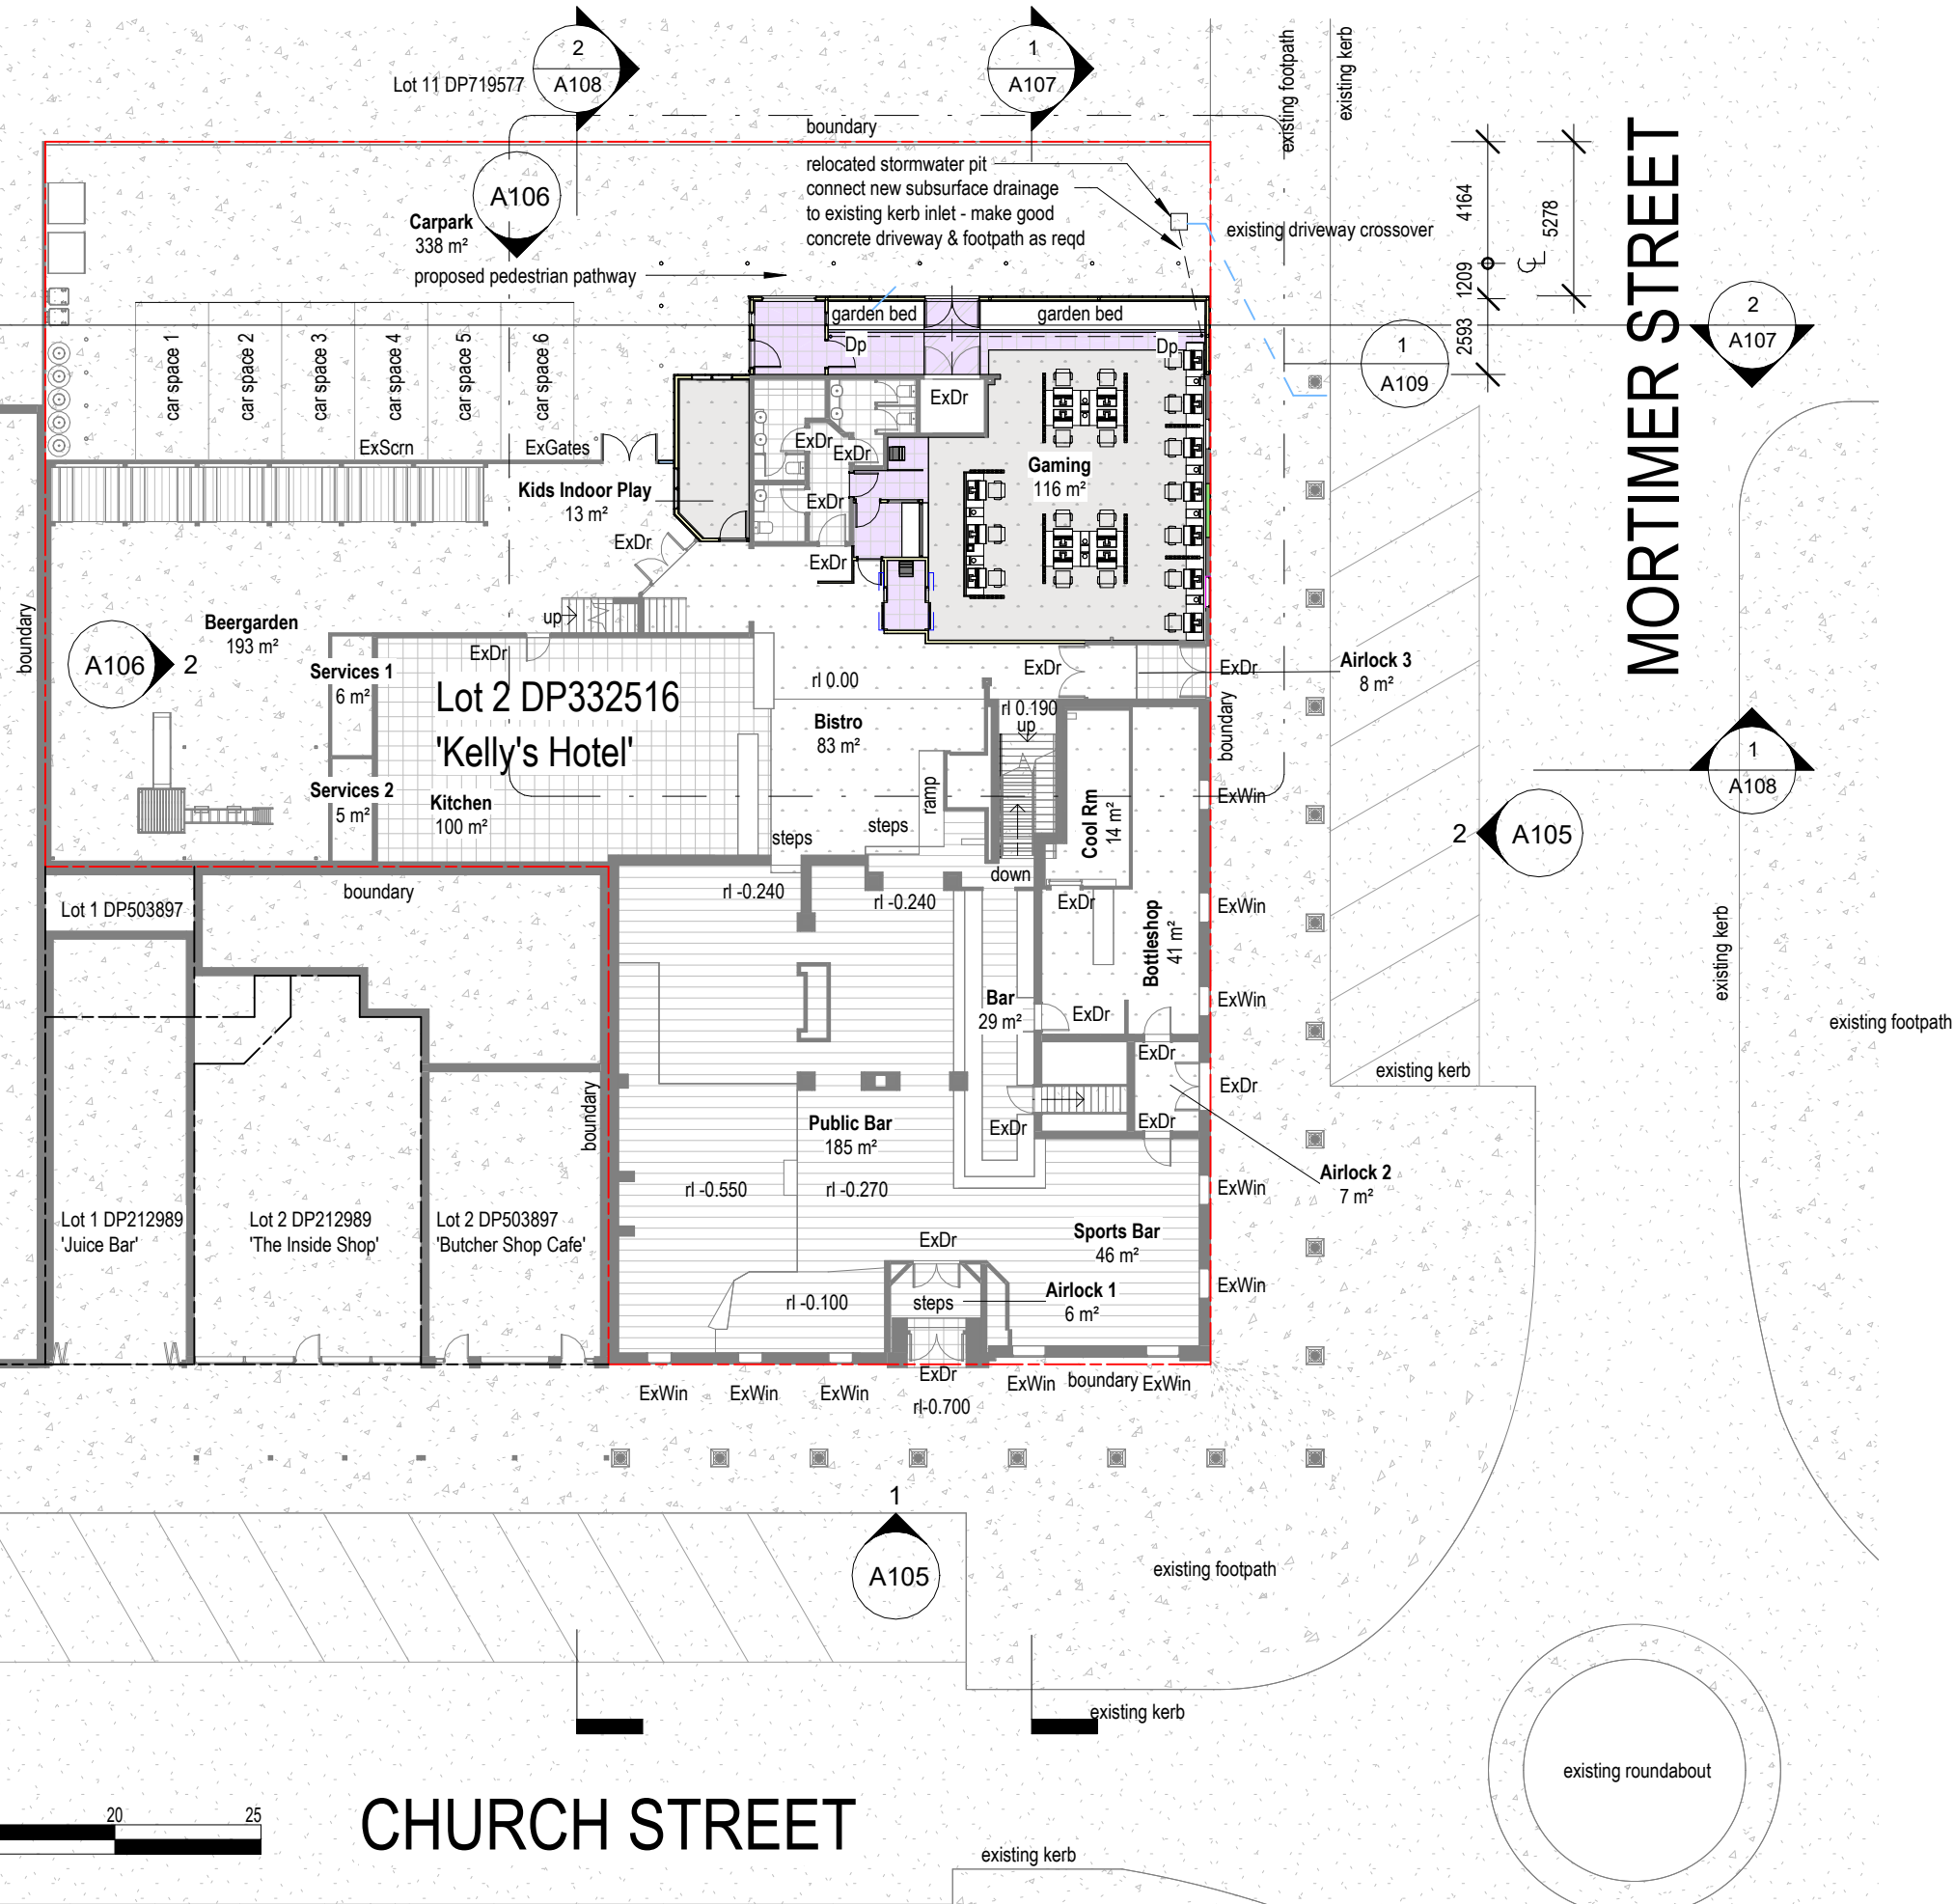 2
A108
1
A107
Lot 11 DP719577
boundary
existing footpath
existing kerb
relocated stormwater pit
connect new subsurface drainage
to existing kerb inlet - make good
concrete driveway & footpath as reqd
A106
Carpark
338 m²
proposed pedestrian pathway
existing driveway crossover
4164
5278
1209
2593
MORTIMER STREET
2
A107
1
A109
garden bed
garden bed
Dp
Dp
car space 1
car space 2
car space 3
car space 4
car space 5
car space 6
ExScrn
ExGates
ExDr
ExDr
ExDr
ExDr
Gaming
116 m²
Kids Indoor Play
13 m²
ExDr
ExDr
up
boundary
Beergarden
193 m²
A106
2
Services 1
6 m²
ExDr
Lot 2 DP332516
'Kelly's Hotel'
rl 0.00
ExDr
ExDr
Airlock 3
8 m²
boundary
rl 0.190
up
Bistro
83 m²
1
A108
Services 2
5 m²
Kitchen
100 m²
ramp
steps
steps
Cool Rm
14 m²
ExWin
2
A105
down
rl -0.240
rl -0.240
ExDr
ExWin
boundary
Lot 1 DP503897
Bottleshop
41 m²
existing kerb
Bar
29 m²
ExDr
ExWin
existing footpath
ExDr
existing kerb
ExDr
boundary
Public Bar
185 m²
ExDr
ExDr
Airlock 2
7 m²
rl -0.550
rl -0.270
ExWin
Lot 1 DP212989
'Juice Bar'
Lot 2 DP212989
'The Inside Shop'
Lot 2 DP503897
'Butcher Shop Cafe'
ExDr
Sports Bar
46 m²
ExWin
rl -0.100
steps
Airlock 1
6 m²
ExWin
ExWin
ExWin
ExDr
ExWin
boundary
ExWin
rl-0.700
1
A105
existing footpath
existing kerb
existing roundabout
20
25
CHURCH STREET
existing kerb